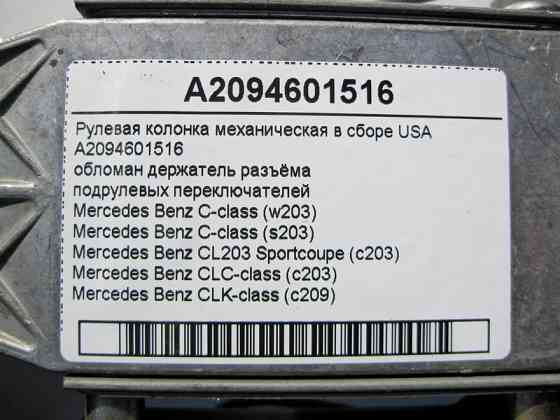 A2094601516
Рулевая колонка механическая в сборе USA
A2094601516
обломан держатель разъёма
подрулевых переключателей
Mercedes Benz C-class (w203)
Mercedes Benz C-class (s203)
Mercedes Benz CL203 Sportcoupe (c203)
Mercedes Benz CLC-class (c203)
Mercedes Benz CLK-class (c209)